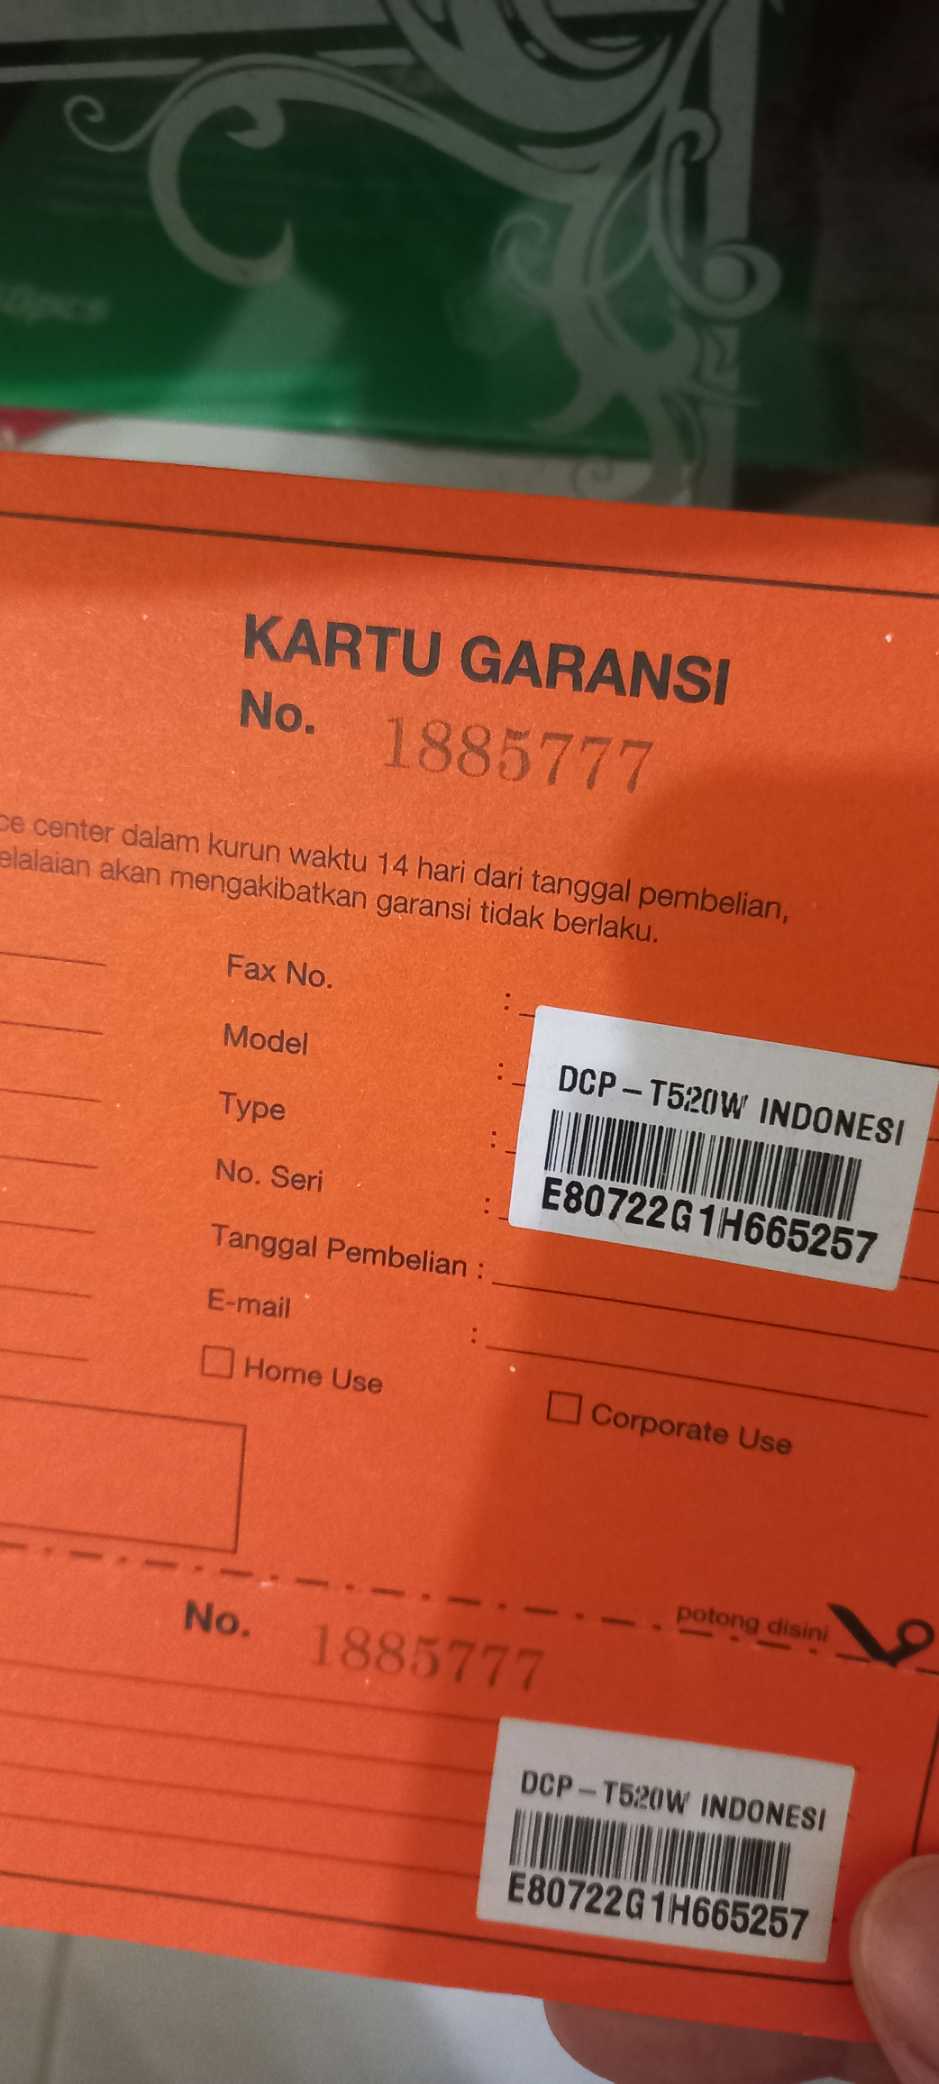 KARTU GARANSI
No. 1885777
center dalam kurun waktu 14 hari dari tanggal pembelian,
akan mengakibatkan garansi tidak berlaku.
Fax No. :
Model :
Type :
No. Seri :
DCP-T520W INDONESI
E80722G1H665257
Tanggal Pembelian :
E-mail :
Home Use
Corporate Use
potong disini
No. 1885777
DCP-T520W INDONESI
E80722G1H665257